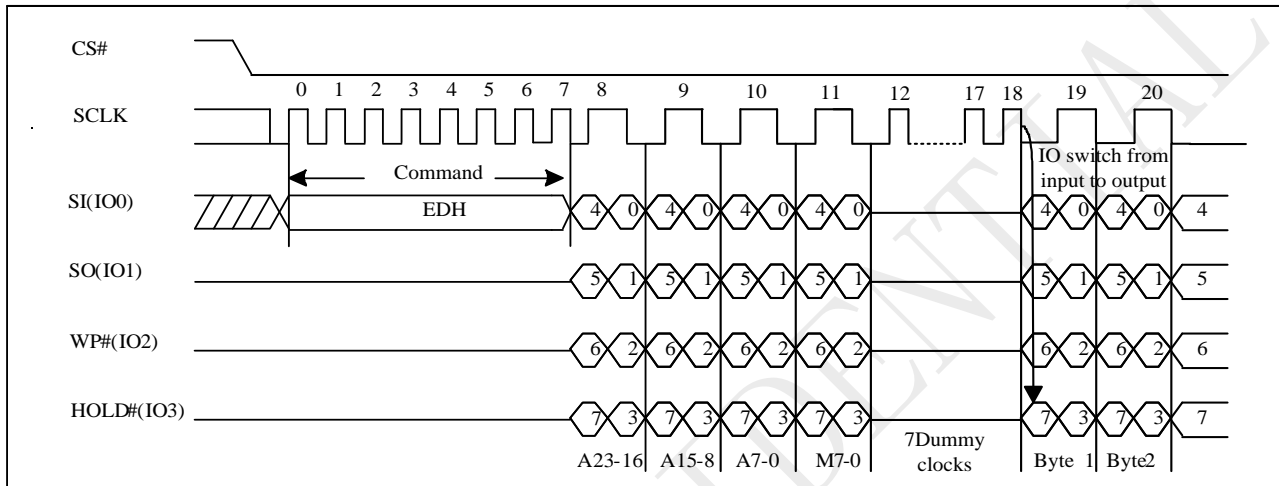 CS#
0 1 2 3 4 5 6 7 8 9 10 11 12 17 18 19 20
SCLK
Command
IO switch from
input to output
SI(IO0)
EDH
4 0 4 0 4 0 4 0 4 0 4 0 4
SO(IO1)
5 1 5 1 5 1 5 1 5 1 5 1 5
WP#(IO2)
6 2 6 2 6 2 6 2 6 2 6 2 6
HOLD#(IO3)
7 3 7 3 7 3 7 3 7 3 7 3 7
A23-16 A15-8 A7-0 M7-0
7Dummy
clocks
Byte 1 Byte2
IDENTIAL